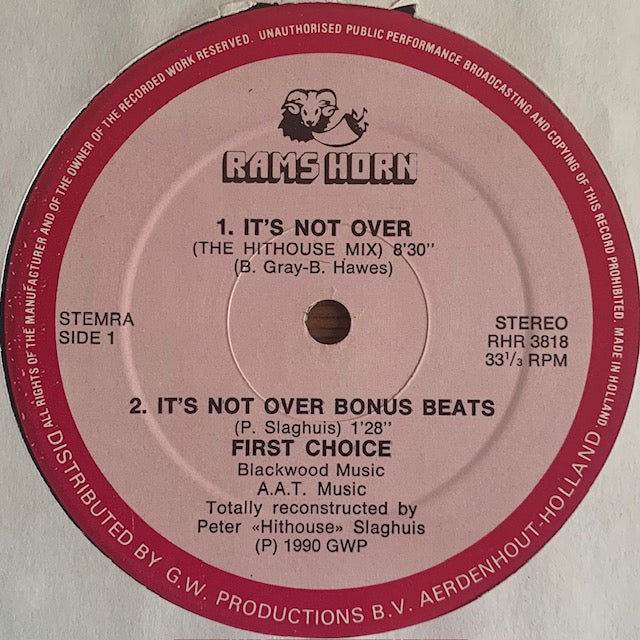 ALL RIGHTS OF THE MANUFACTURER AND OF THE OWNER OF THE RECORDED WORK RESERVED. UNAUTHORISED PUBLIC PERFORMANCE BROADCASTING AND COPYING OF THIS RECORD PROHIBITED. MADE IN HOLLAND
RAMS HORN
1. IT'S NOT OVER
(THE HITHOUSE MIX) 8'30''
(B. Gray-B. Hawes)
STEMRA
SIDE 1
STEREO
RHR 3818
33 1/3 RPM
2. IT'S NOT OVER BONUS BEATS
(P. Slaghuis) 1'28''
FIRST CHOICE
Blackwood Music
A.A.T. Music
Totally reconstructed by
Peter «Hithouse» Slaghuis
(P) 1990 GWP
DISTRIBUTED BY G.W. PRODUCTIONS B.V. AERDENHOUT-HOLLAND